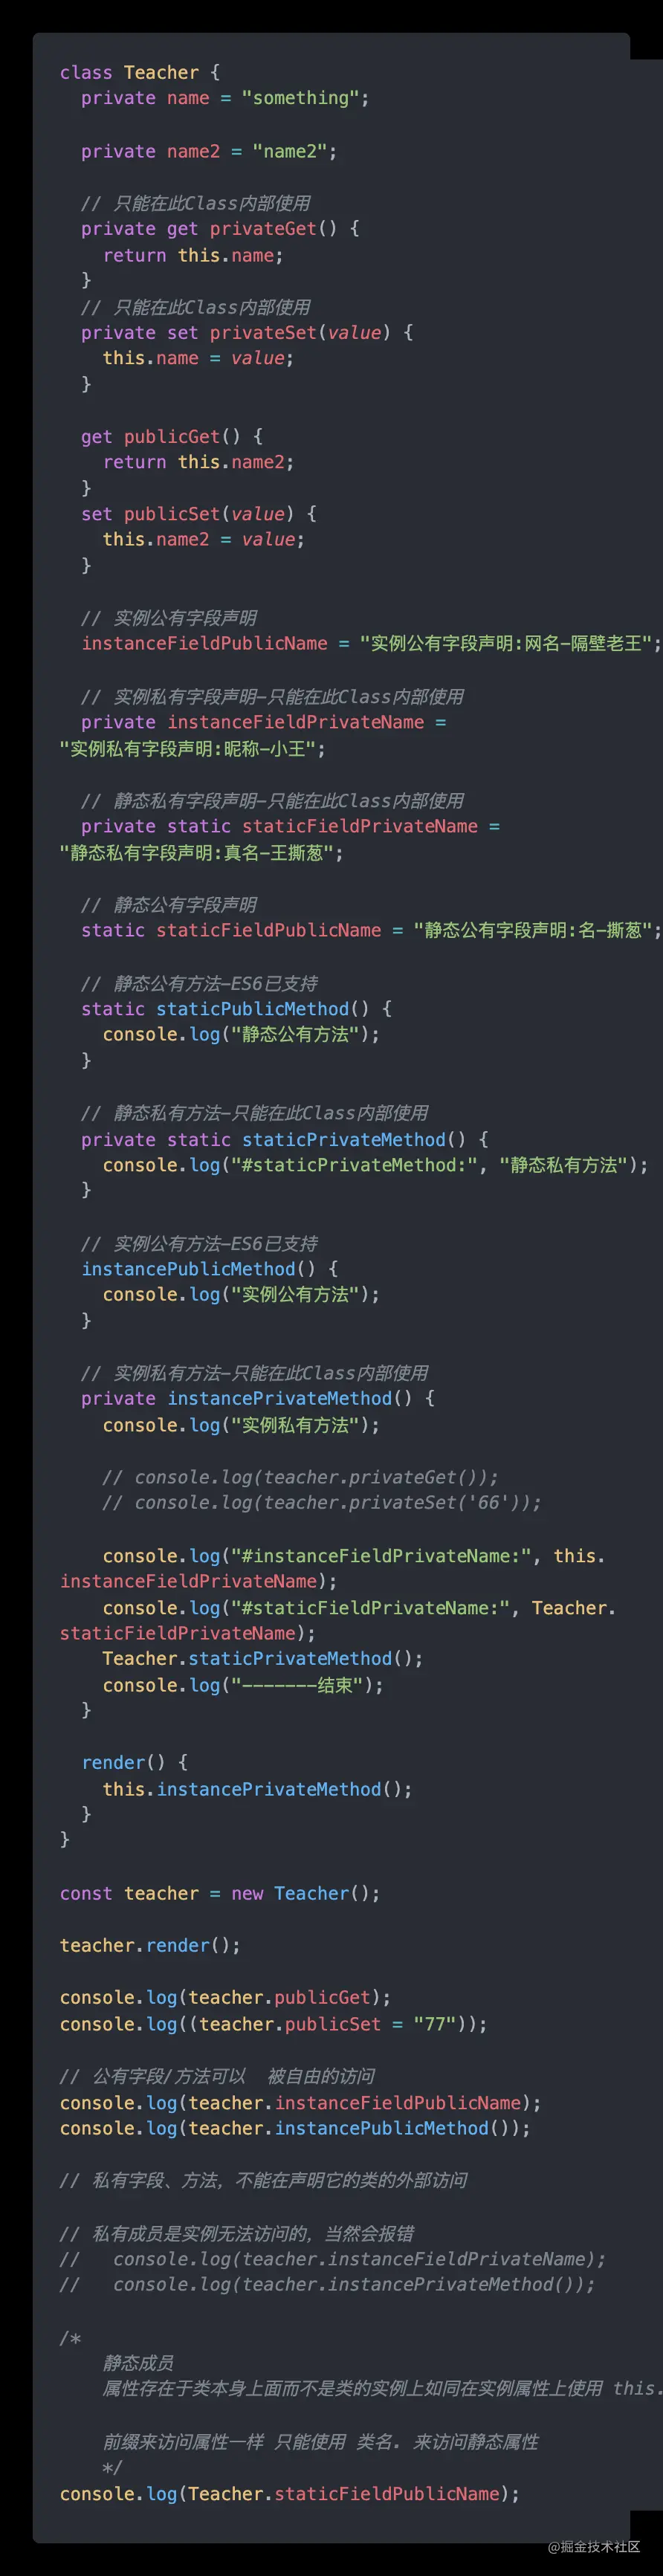 class Teacher {
  private name = "something";

  private name2 = "name2";

  // 只能在此Class内部使用
  private get privateGet() {
    return this.name;
  }
  // 只能在此Class内部使用
  private set privateSet(value) {
    this.name = value;
  }

  get publicGet() {
    return this.name2;
  }
  set publicSet(value) {
    this.name2 = value;
  }

  // 实例公有字段声明
  instanceFieldPublicName = "实例公有字段声明:网名-隔壁老王";

  // 实例私有字段声明-只能在此Class内部使用
  private instanceFieldPrivateName =
"实例私有字段声明:昵称-小王";

  // 静态私有字段声明-只能在此Class内部使用
  private static staticFieldPrivateName =
"静态私有字段声明:真名-王撕葱";

  // 静态公有字段声明
  static staticFieldPublicName = "静态公有字段声明:名-撕葱";

  // 静态公有方法-ES6已支持
  static staticPublicMethod() {
    console.log("静态公有方法");
  }

  // 静态私有方法-只能在此Class内部使用
  private static staticPrivateMethod() {
    console.log("#staticPrivateMethod:", "静态私有方法");
  }

  // 实例公有方法-ES6已支持
  instancePublicMethod() {
    console.log("实例公有方法");
  }

  // 实例私有方法-只能在此Class内部使用
  private instancePrivateMethod() {
    console.log("实例私有方法");

    // console.log(teacher.privateGet());
    // console.log(teacher.privateSet('66'));

    console.log("#instanceFieldPrivateName:", this.
instanceFieldPrivateName);
    console.log("#staticFieldPrivateName:", Teacher.
staticFieldPrivateName);
    Teacher.staticPrivateMethod();
    console.log("-------结束");
  }

  render() {
    this.instancePrivateMethod();
  }
}

const teacher = new Teacher();

teacher.render();

console.log(teacher.publicGet);
console.log((teacher.publicSet = "77"));

// 公有字段/方法可以  被自由的访问
console.log(teacher.instanceFieldPublicName);
console.log(teacher.instancePublicMethod());

// 私有字段、方法，不能在声明它的类的外部访问

// 私有成员是实例无法访问的，当然会报错
//   console.log(teacher.instanceFieldPrivateName);
//   console.log(teacher.instancePrivateMethod());

/*
    静态成员
    属性存在于类本身上面而不是类的实例上如同在实例属性上使用 this.

    前缀来访问属性一样 只能使用 类名. 来访问静态属性
    */
console.log(Teacher.staticFieldPublicName);
@掘金技术社区